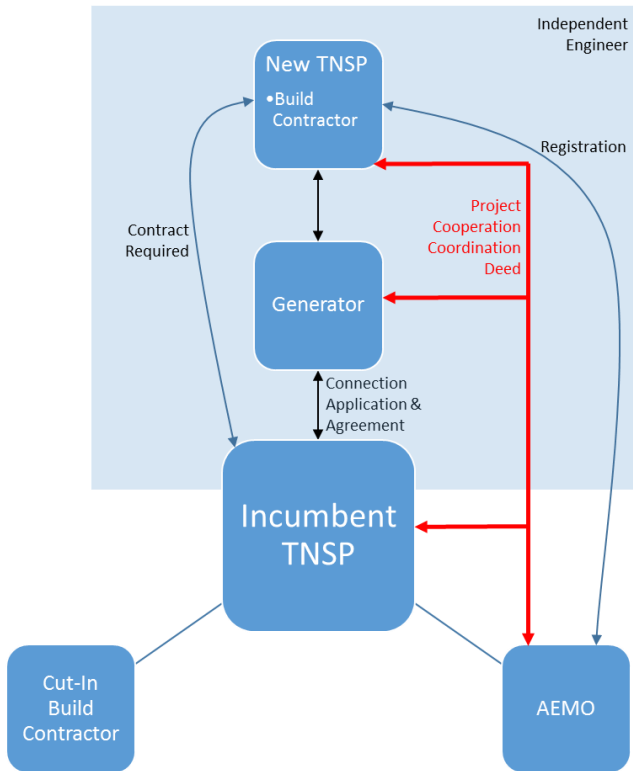 Independent
Engineer
New TNSP
•Build
Contractor
Registration
Contract
Required
Project
Cooperation
Coordination
Deed
Generator
Connection
Application &
Agreement
Incumbent
TNSP
Cut-In
Build
Contractor
AEMO